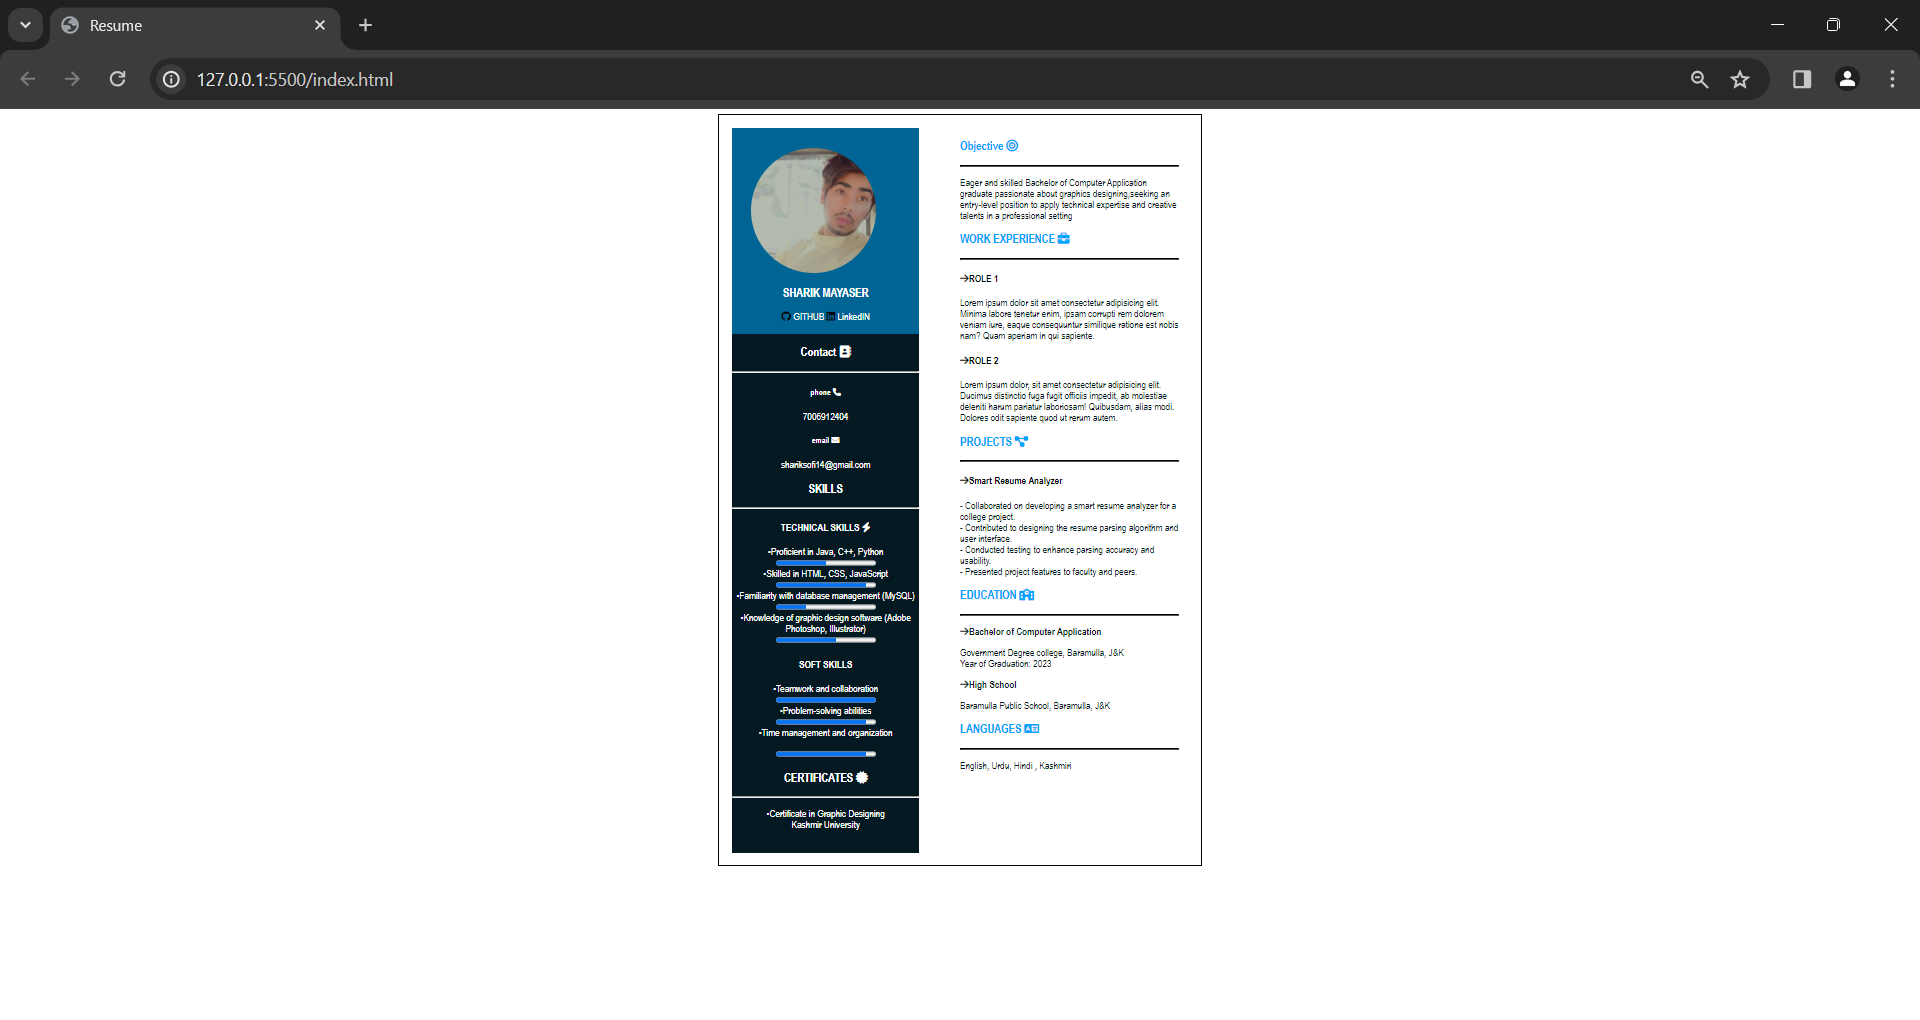 Resume
127.0.0.1:5500/index.html
SHARIK MAYASER
GITHUB LinkedIN
Contact
phone
7006912404
email
shariksofi14@gmail.com
SKILLS
TECHNICAL SKILLS
•Proficient in Java, C++, Python
•Skilled in HTML, CSS, JavaScript
•Familiarity with database management (MySQL)
•Knowledge of graphic design software (Adobe
Photoshop, Illustrator)
SOFT SKILLS
•Teamwork and collaboration
•Problem-solving abilities
•Time management and organization
CERTIFICATES
•Certificate in Graphic Designing
Kashmir University
Objective
Eager and skilled Bachelor of Computer Application
graduate passionate about graphics designing,seeking an
entry-level position to apply technical expertise and creative
talents in a professional setting
WORK EXPERIENCE
→ROLE 1
Lorem ipsum dolor sit amet consectetur adipisicing elit.
Minima labore tenetur enim, ipsam corrupti rem dolorem
veniam iure, eaque consequuntur similique ratione est nobis
nam? Quam aperiam in qui sapiente.
→ROLE 2
Lorem ipsum dolor, sit amet consectetur adipisicing elit.
Ducimus distinctio fuga fugit officiis impedit, ab molestiae
deleniti harum pariatur laboriosam! Quibusdam, alias modi.
Dolores odit sapiente quod ut rerum autem.
PROJECTS
→Smart Resume Analyzer
- Collaborated on developing a smart resume analyzer for a
college project.
- Contributed to designing the resume parsing algorithm and
user interface.
- Conducted testing to enhance parsing accuracy and
usability.
- Presented project features to faculty and peers.
EDUCATION
→Bachelor of Computer Application
Government Degree college, Baramulla, J&K
Year of Graduation: 2023
→High School
Baramulla Public School, Baramulla, J&K
LANGUAGES
English, Urdu, Hindi , Kashmiri